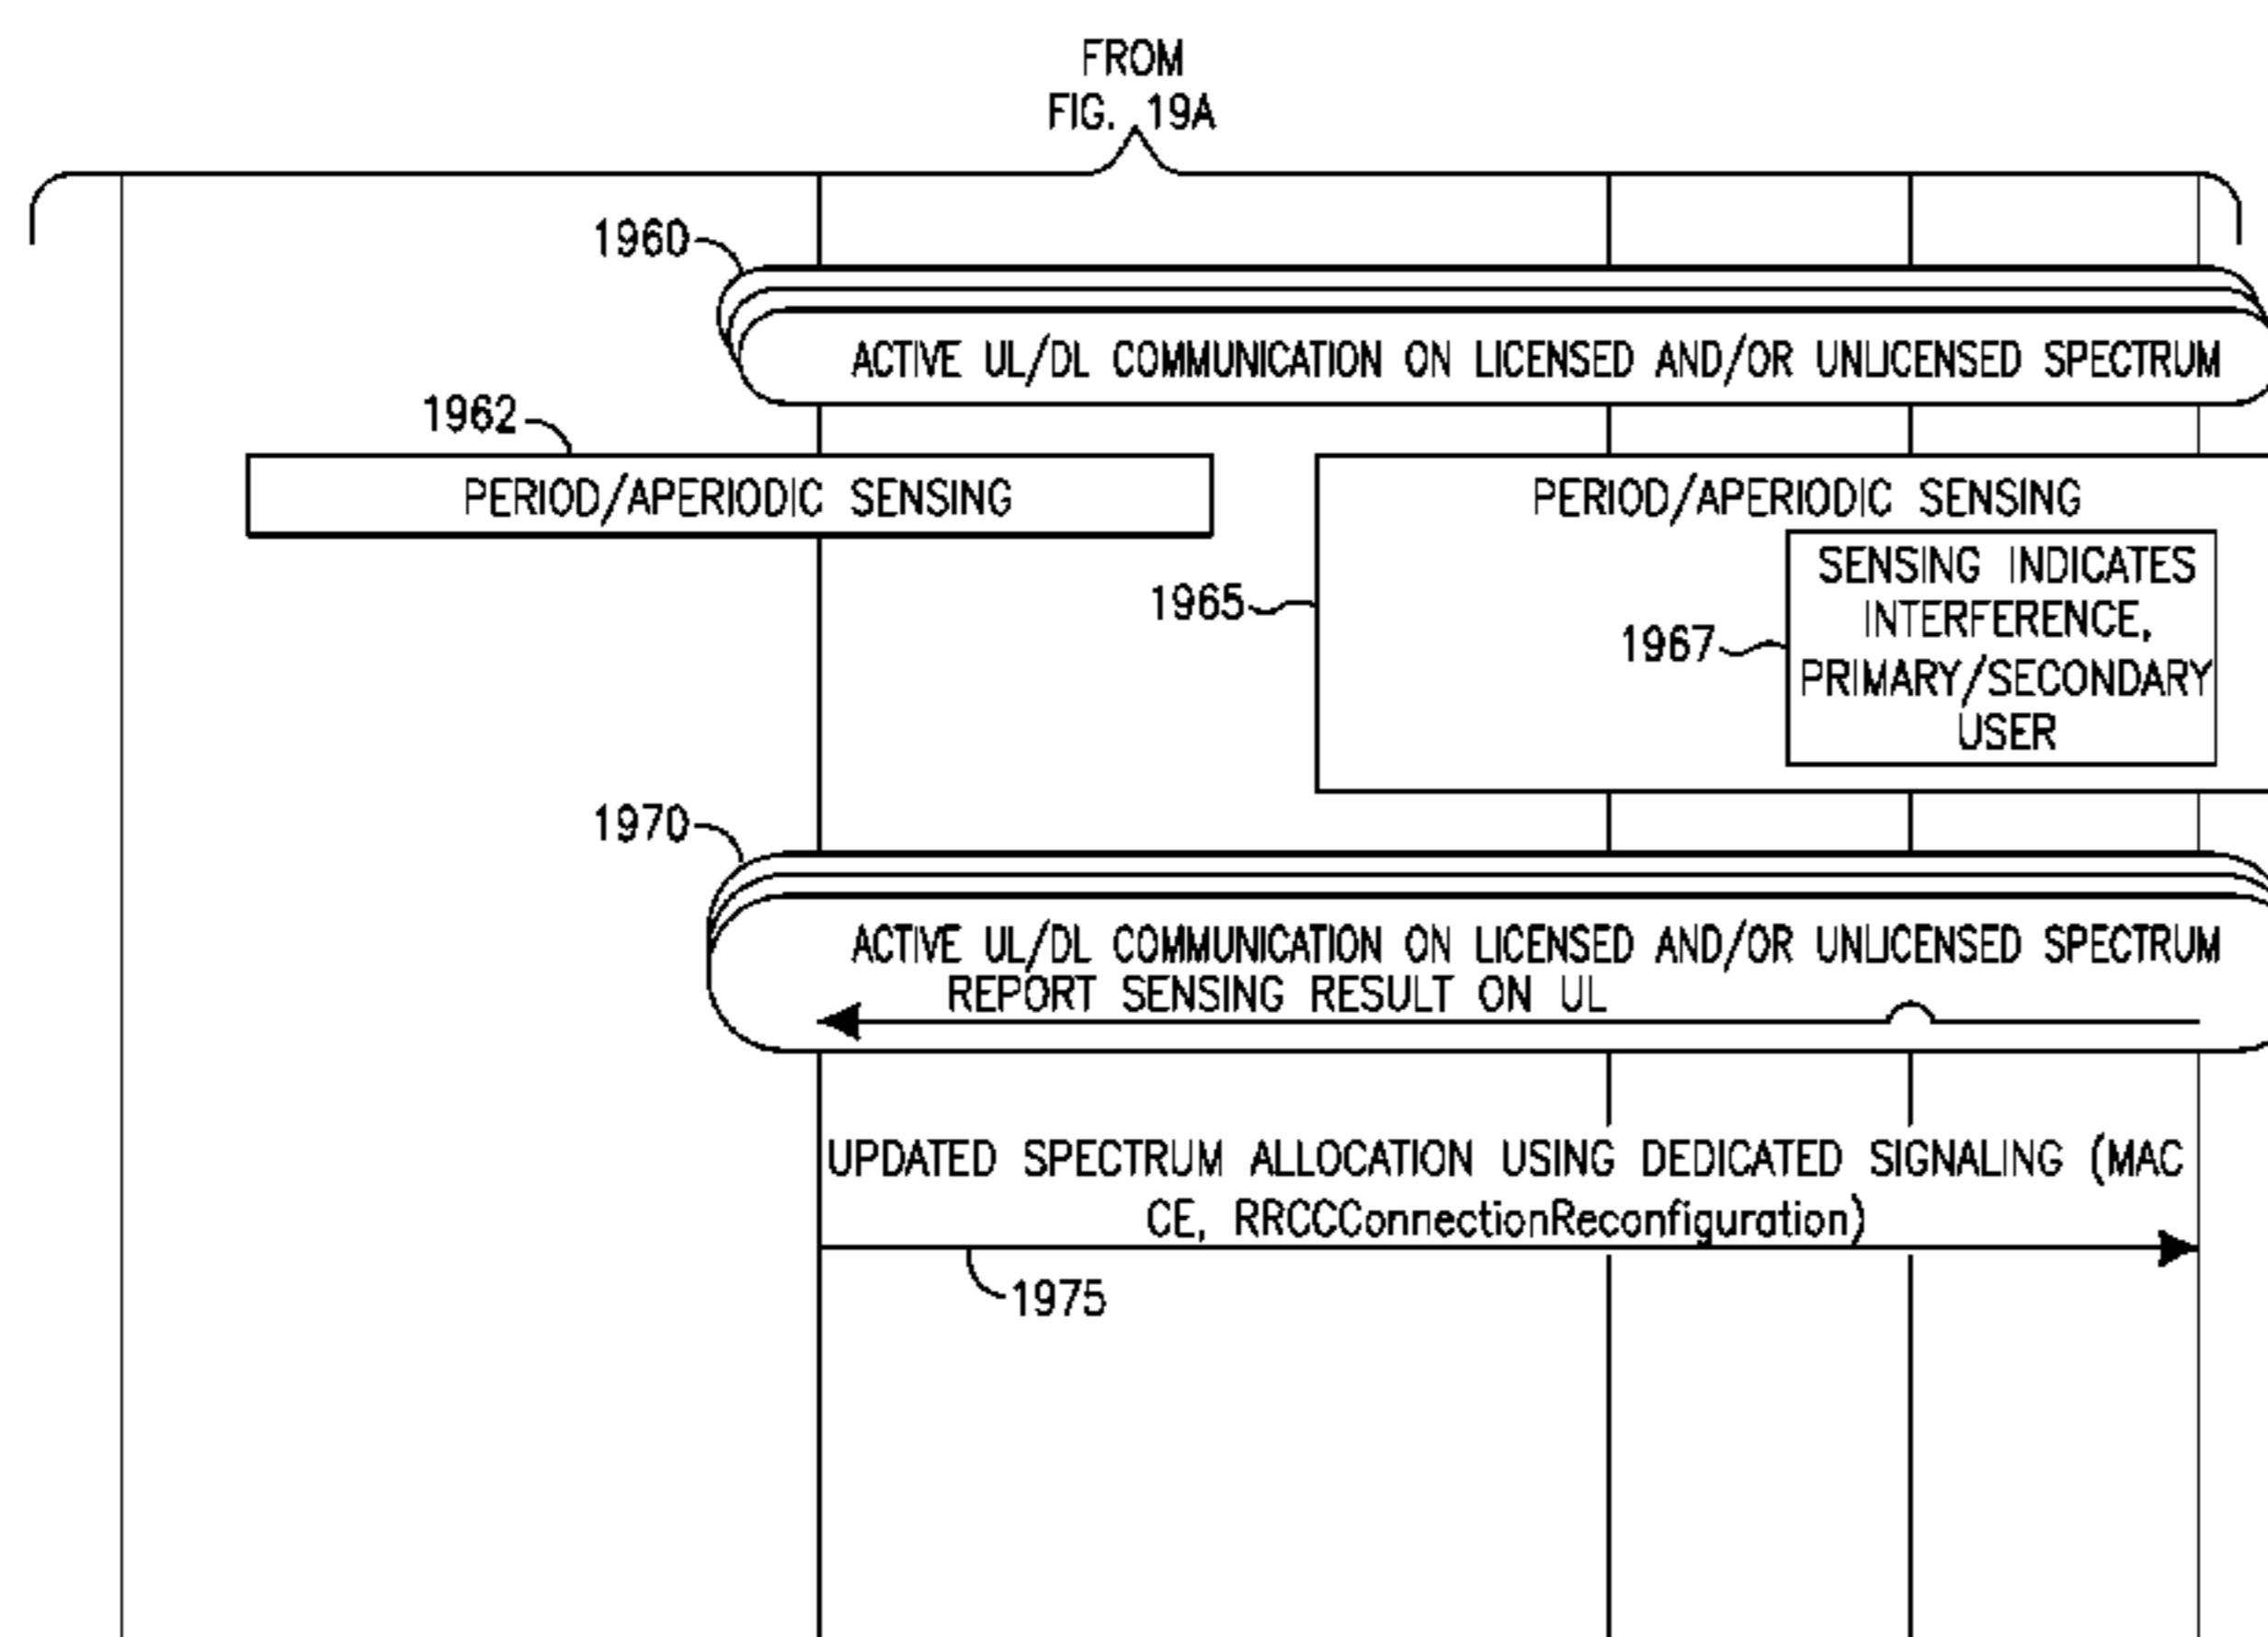 FROM
FIG. 19A
1960
ACTIVE UL/DL COMMUNICATION ON LICENSED AND/OR UNLICENSED SPECTRUM
1962
PERIOD/APERIODIC SENSING
PERIOD/APERIODIC SENSING
1965
1967
SENSING INDICATES
INTERFERENCE,
PRIMARY/SECONDARY
USER
1970
ACTIVE UL/DL COMMUNICATION ON LICENSED AND/OR UNLICENSED SPECTRUM
REPORT SENSING RESULT ON UL
UPDATED SPECTRUM ALLOCATION USING DEDICATED SIGNALING (MAC
CE, RRCCConnectionReconfiguration)
1975